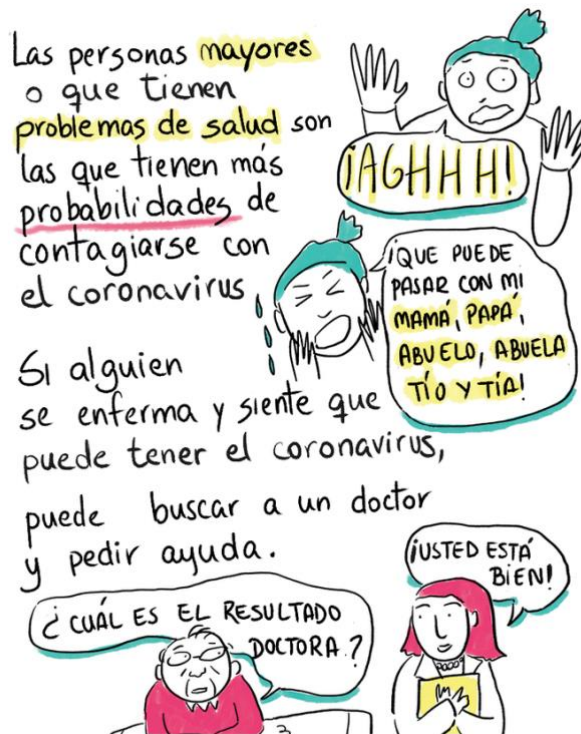 Las personas mayores
o que tienen
problemas de salud son
las que tienen más
probabilidades de
contagiarse con
el coronavirus
¡AGHHH!
¡QUE PUEDE
PASAR CON MI
MAMÁ, PAPÁ,
ABUELO, ABUELA
TÍO Y TÍA!
Si alguien
se enferma y siente que
puede tener el coronavirus,
puede buscar a un doctor
y pedir ayuda.
¿CUÁL ES EL RESULTADO
DOCTORA?
¡USTED ESTÁ
BIEN!